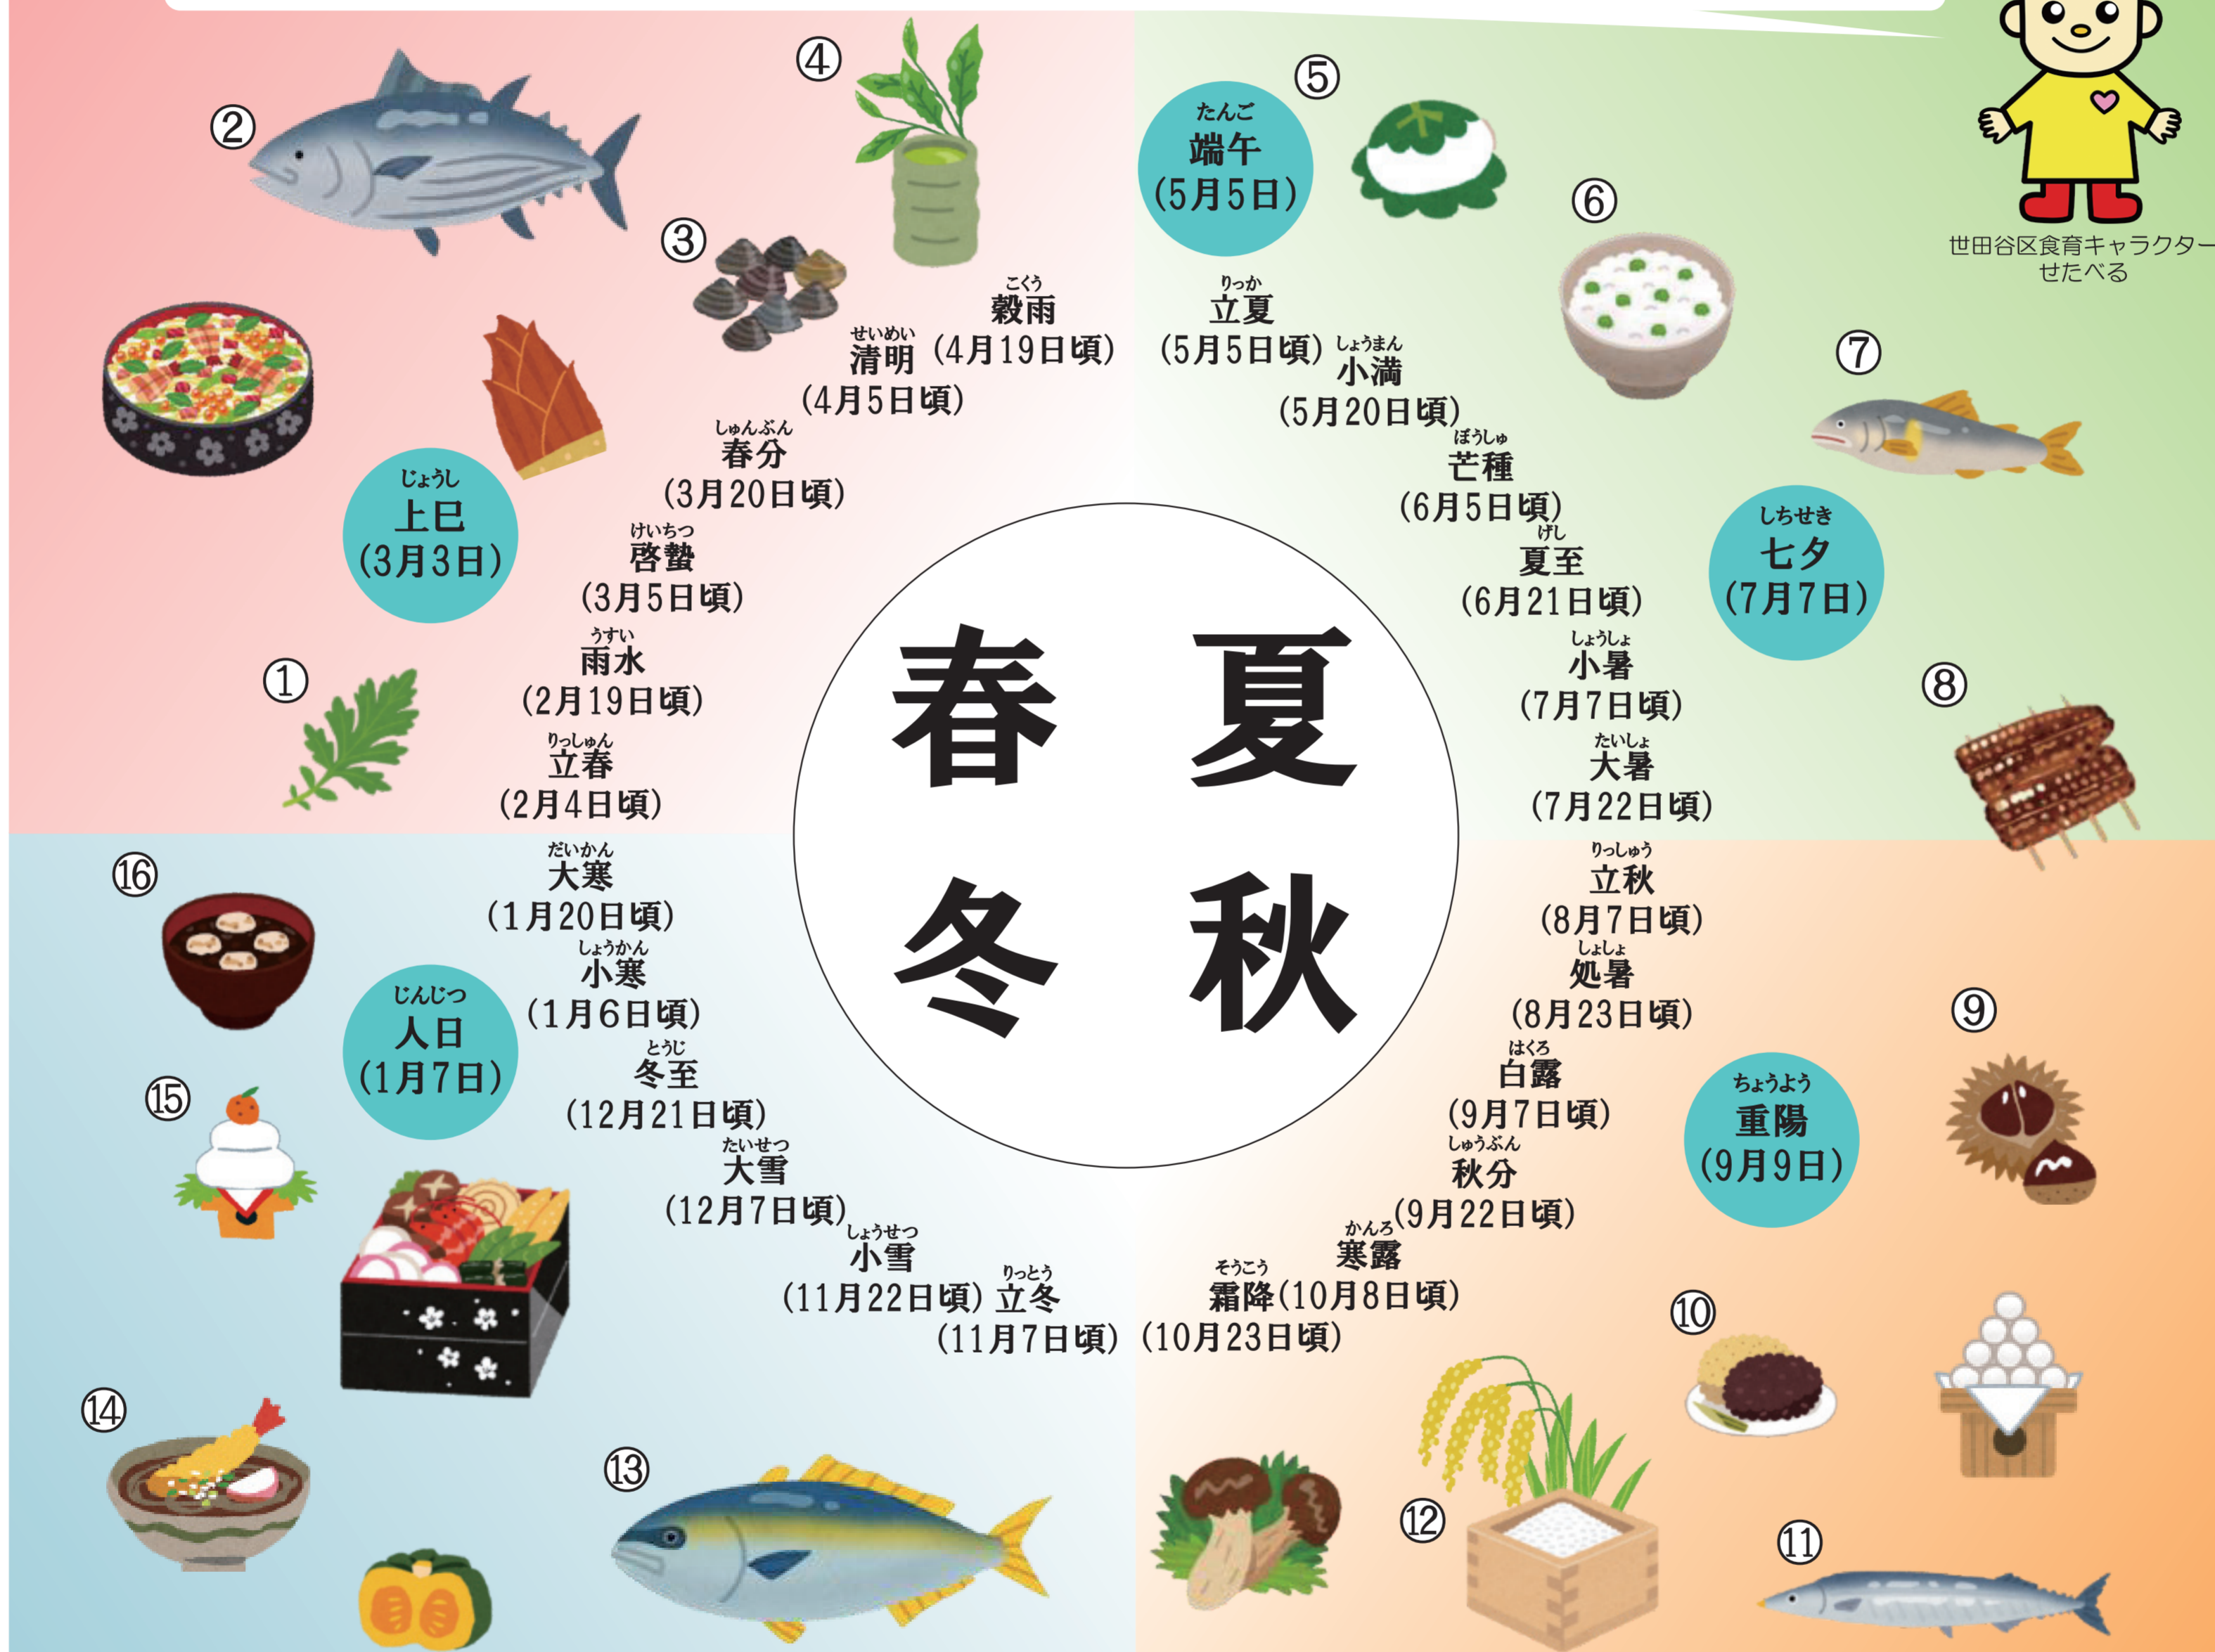 ②
④
⑤
③
⑥
⑦
たんご
端午
(5月5日)
世田谷区食育キャラクター
せたべる
こくう
穀雨
(4月19日頃)
せいめい
清明
(4月5日頃)
りっか
立夏
(5月5日頃)
しょうまん
小満
(5月20日頃)
しゅんぶん
春分
(3月20日頃)
ぼうしゅ
芒種
(6月5日頃)
じょうし
上巳
(3月3日)
けいちつ
啓蟄
(3月5日頃)
げし
夏至
(6月21日頃)
しちせき
七夕
(7月7日)
①
うすい
雨水
(2月19日頃)
しょうしょ
小暑
(7月7日頃)
⑧
りっしゅん
立春
(2月4日頃)
たいしょ
大暑
(7月22日頃)
春 夏
冬 秋
⑯
だいかん
大寒
(1月20日頃)
りっしゅう
立秋
(8月7日頃)
しょうかん
小寒
(1月6日頃)
しょしょ
処暑
(8月23日頃)
⑨
じんじつ
人日
(1月7日)
とうじ
冬至
(12月21日頃)
はくろ
白露
(9月7日頃)
ちょうよう
重陽
(9月9日)
⑮
たいせつ
大雪
(12月7日頃)
しゅうぶん
秋分
(9月22日頃)
しょうせつ
小雪
(11月22日頃)
りっとう
立冬
(11月7日頃)
かんろ
寒露
(10月8日頃)
そうこう
霜降
(10月23日頃)
⑩
⑭
⑬
⑫
⑪